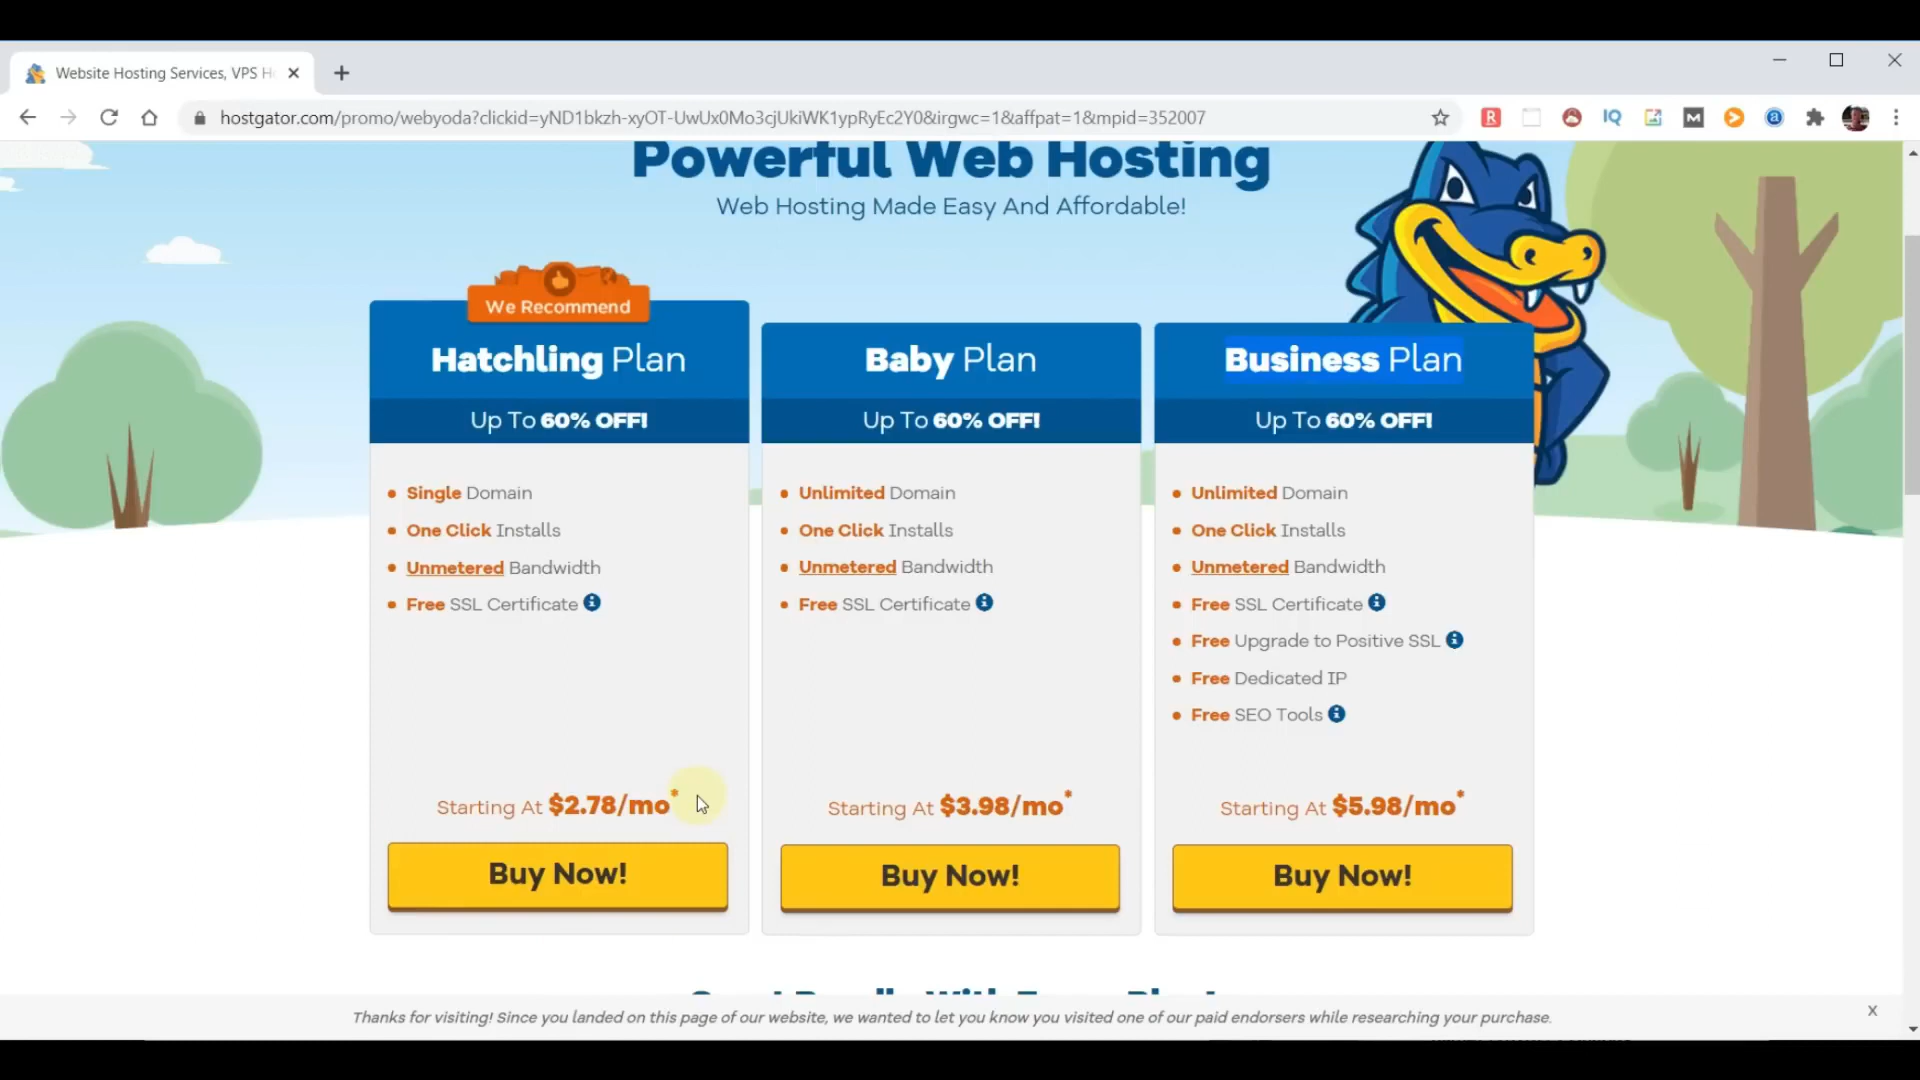 Website Hosting Services, VPS H
hostgator.com/promo/webyoda?clickid=yND1bkzh-xyOT-UwUx0Mo3cjUkiWK1ypRyEc2Y0&irgwc=1&affpat=1&mpid=352007
Powerful Web Hosting
Web Hosting Made Easy And Affordable!
We Recommend
Hatchling Plan
Up To 60% OFF!
Single Domain
One Click Installs
Unmetered Bandwidth
Free SSL Certificate
Starting At $2.78/mo*
Buy Now!
Baby Plan
Up To 60% OFF!
Unlimited Domain
One Click Installs
Unmetered Bandwidth
Free SSL Certificate
Starting At $3.98/mo*
Buy Now!
Business Plan
Up To 60% OFF!
Unlimited Domain
One Click Installs
Unmetered Bandwidth
Free SSL Certificate
Free Upgrade to Positive SSL
Free Dedicated IP
Free SEO Tools
Starting At $5.98/mo*
Buy Now!
Thanks for visiting! Since you landed on this page of our website, we wanted to let you know you visited one of our paid endorsers while researching your purchase.
x